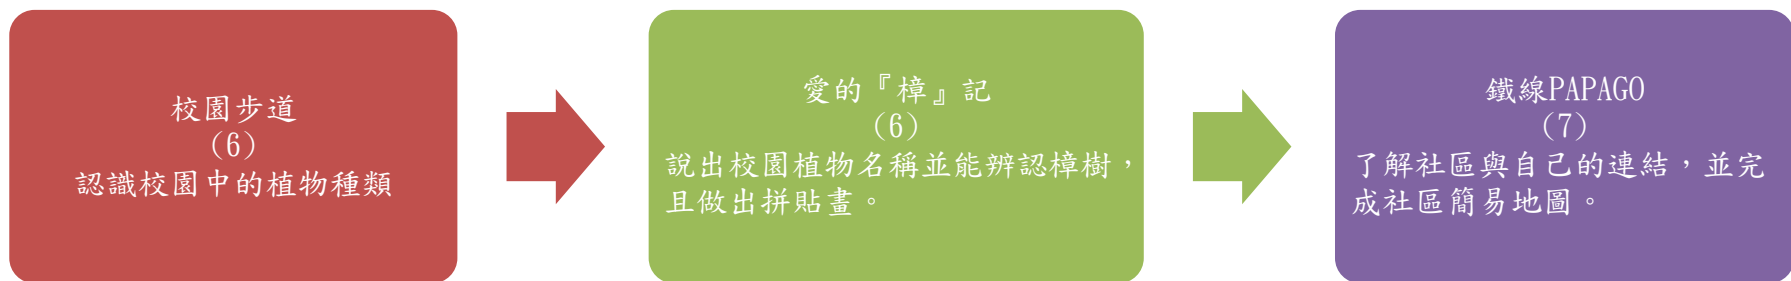 校園步道
(6)
認識校園中的植物種類
愛的『樟』記
(6)
說出校園植物名稱並能辨認樟樹，
且做出拼貼畫。
鐵線PAPAGO
(7)
了解社區與自己的連結，並完
成社區簡易地圖。